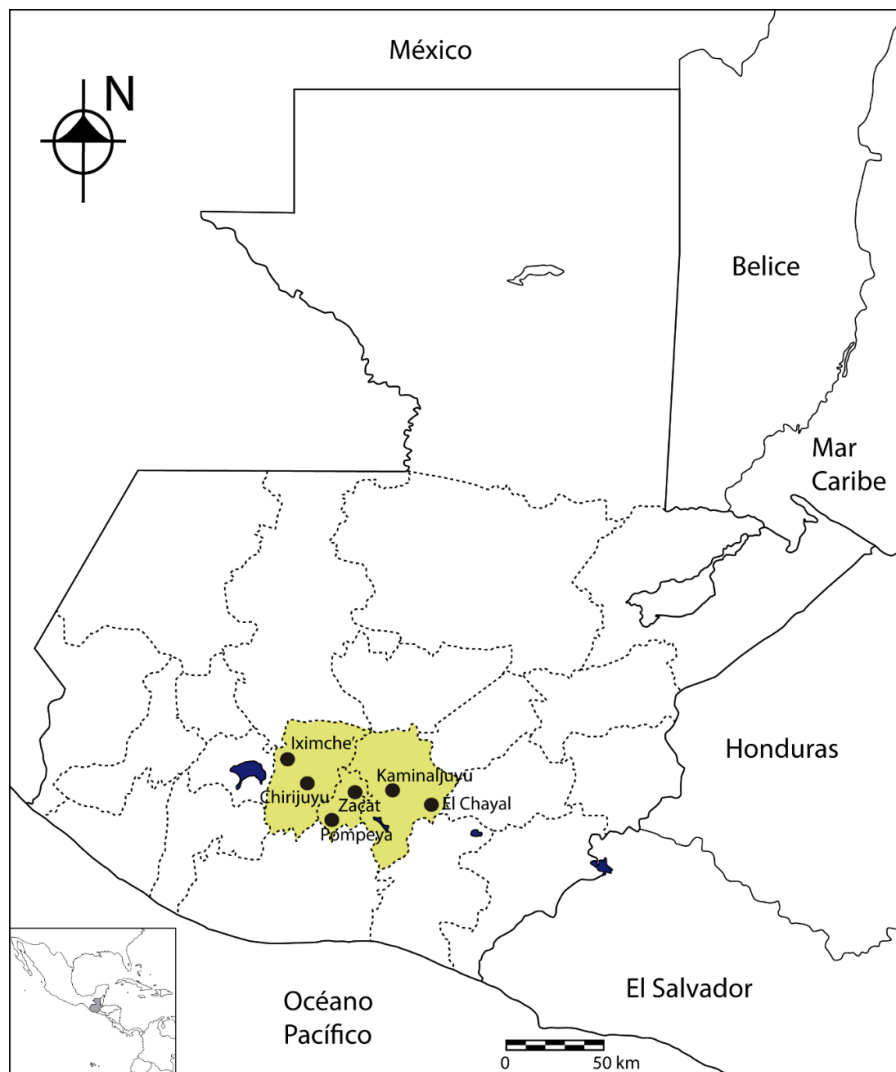 México
N
Belice
Mar
Caribe
Iximche'
Kaminaljuyu
Chirijuyu
Zacat
El Chayal
Pompeya
Honduras
El Salvador
Océano
Pacífico
0 50 km